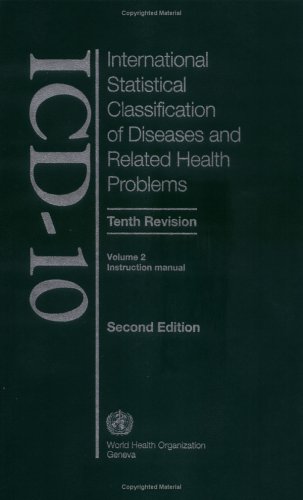 Copyrighted Material
ICD-10
International
Statistical
Classification
of Diseases and
Related Health
Problems
Tenth Revision
Volume 2
Instruction manual
Second Edition
World Health Organization
Geneva
Copyrighted Material